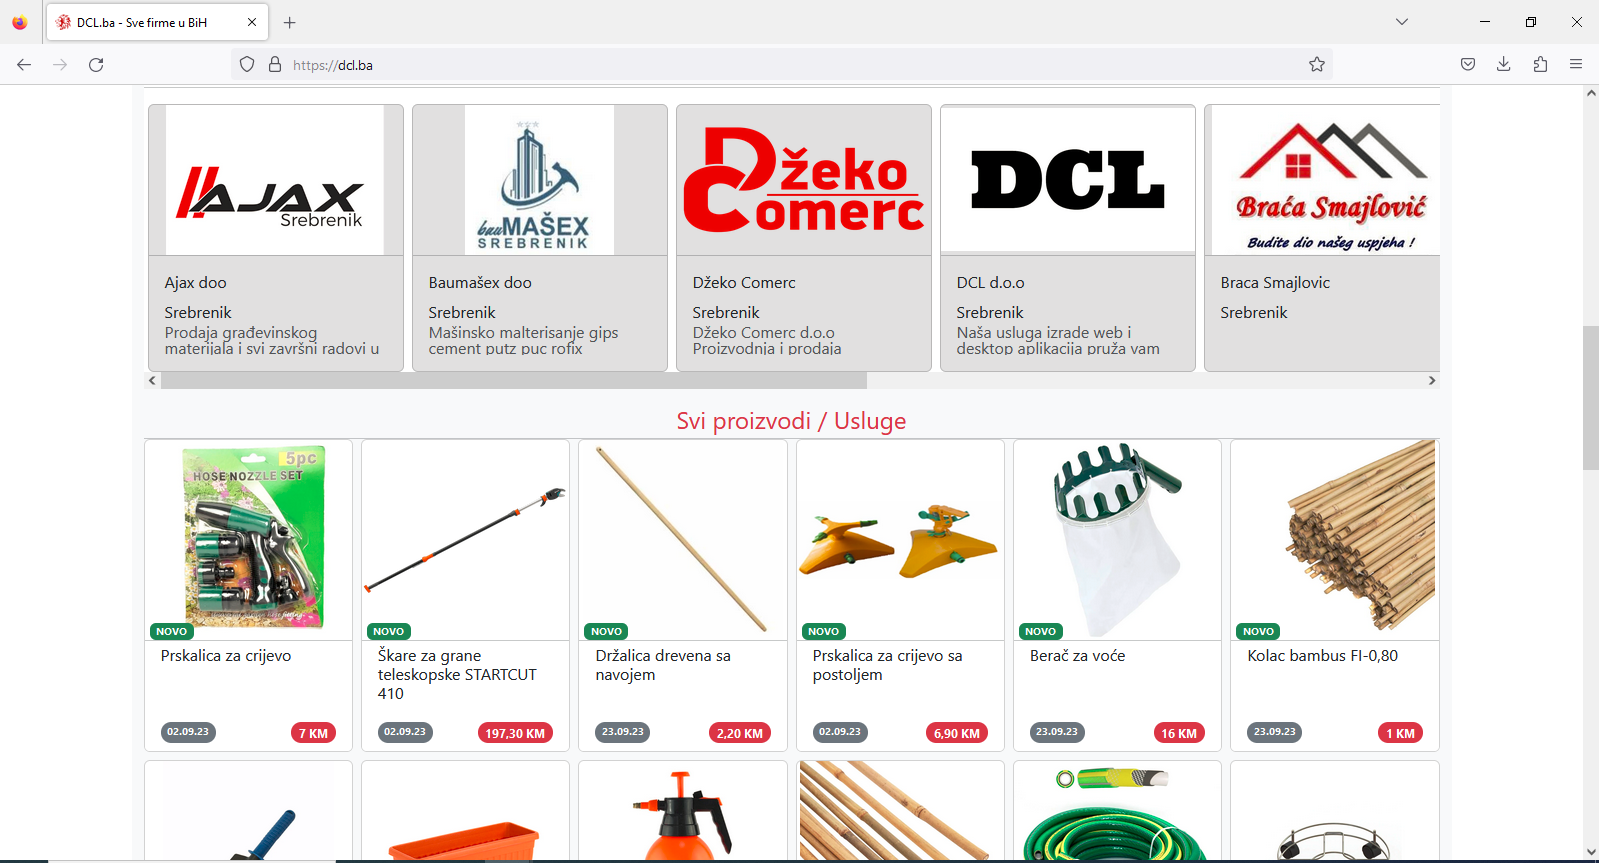 DCL.ba - Sve firme u BiH
https://dcl.ba
AJAX
Srebrenik
bauMAŠEX
SREBRENIK
Džeko
Comerc
DCL
Braća Smajlović
Budite dio našeg uspjeha !
Ajax doo
Srebrenik
Prodaja građevinskog
materijala i svi završni radovi u
Baumašex doo
Srebrenik
Mašinsko malterisanje gips
cement putz puc rofix
Džeko Comerc
Srebrenik
Džeko Comerc d.o.o
Proizvodnja i prodaja
DCL d.o.o
Srebrenik
Naša usluga izrade web i
desktop aplikacija pruža vam
Braca Smajlovic
Srebrenik
Svi proizvodi / Usluge
5pc
HOSE NOZZLE SET
NOVO
Prskalica za crijevo
02.09.23
7 KM
NOVO
Škare za grane
teleskopske STARTCUT
410
02.09.23
197,30 KM
NOVO
Držalica drevena sa
navojem
23.09.23
2,20 KM
NOVO
Prskalica za crijevo sa
postoljem
02.09.23
6,90 KM
NOVO
Berač za voće
23.09.23
16 KM
NOVO
Kolac bambus FI-0,80
23.09.23
1 KM